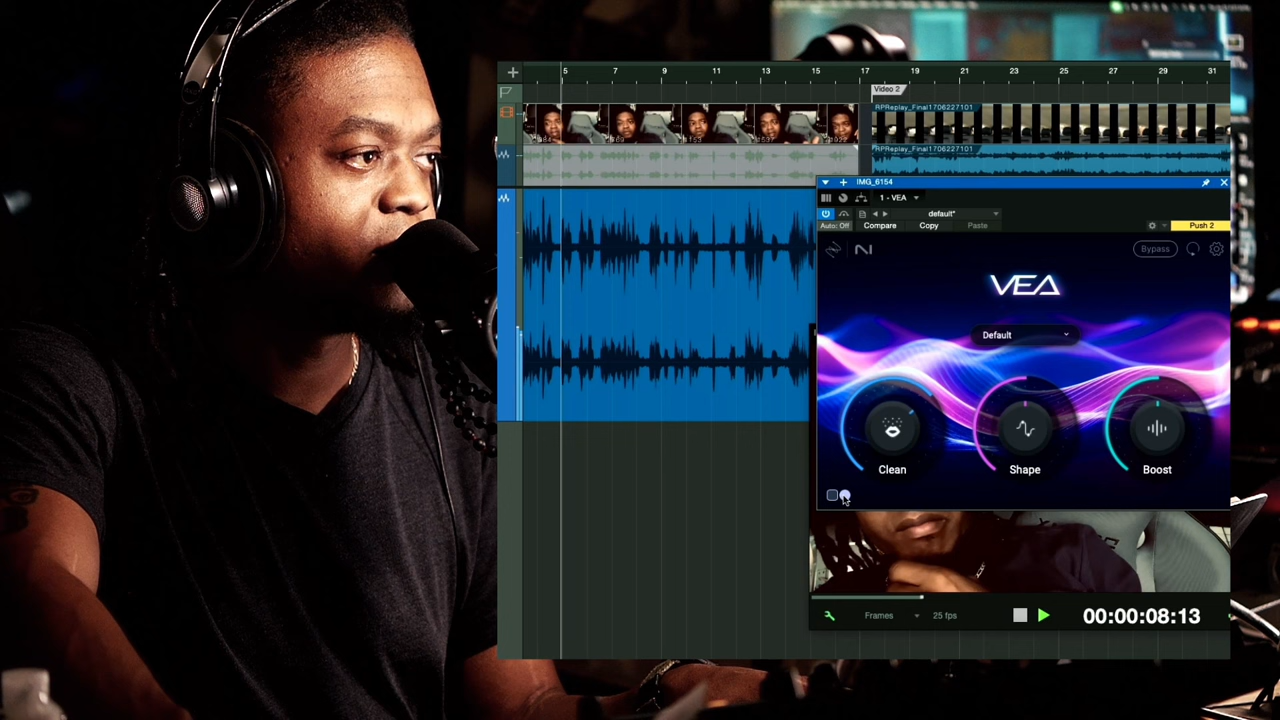 5 7 9 11 13 15 17 19 21 23 25 27 29 31
Video 2
RPReplay_Final1706227101
RPReplay_Final1706227101
IMG_6154
1 - VEA
default*
Auto: Off Compare Copy Paste Push 2
Bypass
VEA
Default
Clean Shape Boost
Frames 25 fps 00:00:08:13